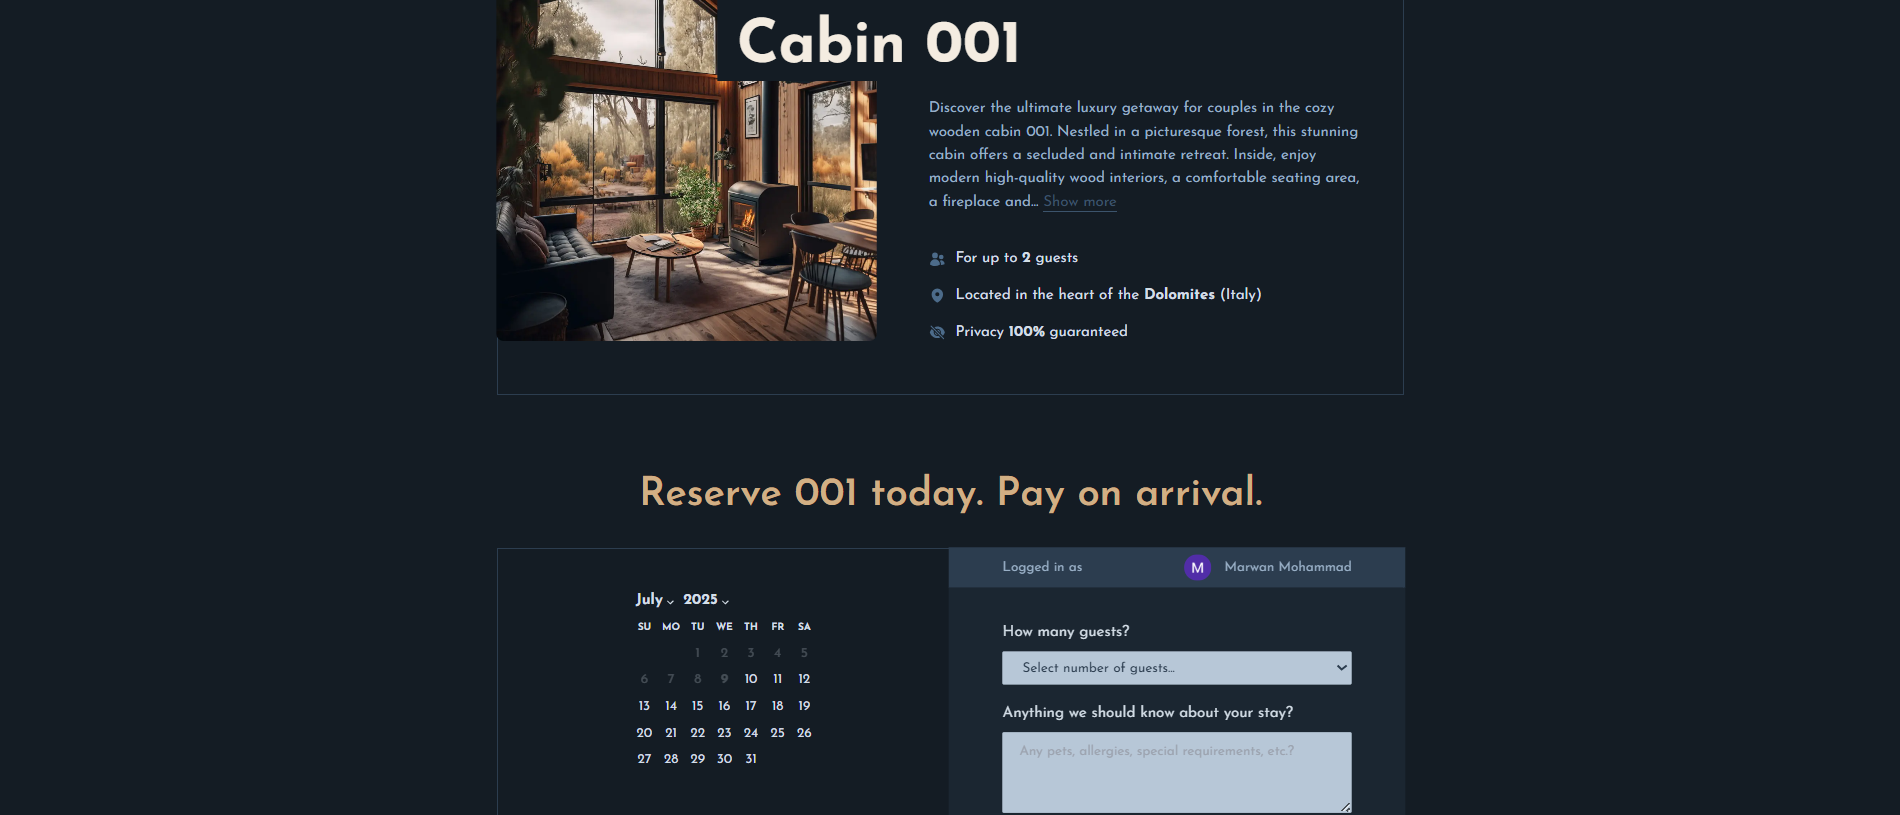 Cabin 001
Discover the ultimate luxury getaway for couples in the cozy
wooden cabin 001. Nestled in a picturesque forest, this stunning
cabin offers a secluded and intimate retreat. Inside, enjoy
modern high-quality wood interiors, a comfortable seating area,
a fireplace and... Show more
For up to 2 guests
Located in the heart of the Dolomites (Italy)
Privacy 100% guaranteed
Reserve 001 today. Pay on arrival.
July 2025
SU MO TU WE TH FR SA
1 2 3 4 5
6 7 8 9 10 11 12
13 14 15 16 17 18 19
20 21 22 23 24 25 26
27 28 29 30 31
Logged in as M Marwan Mohammad
How many guests?
Select number of guests...
Anything we should know about your stay?
Any pets, allergies, special requirements, etc.?